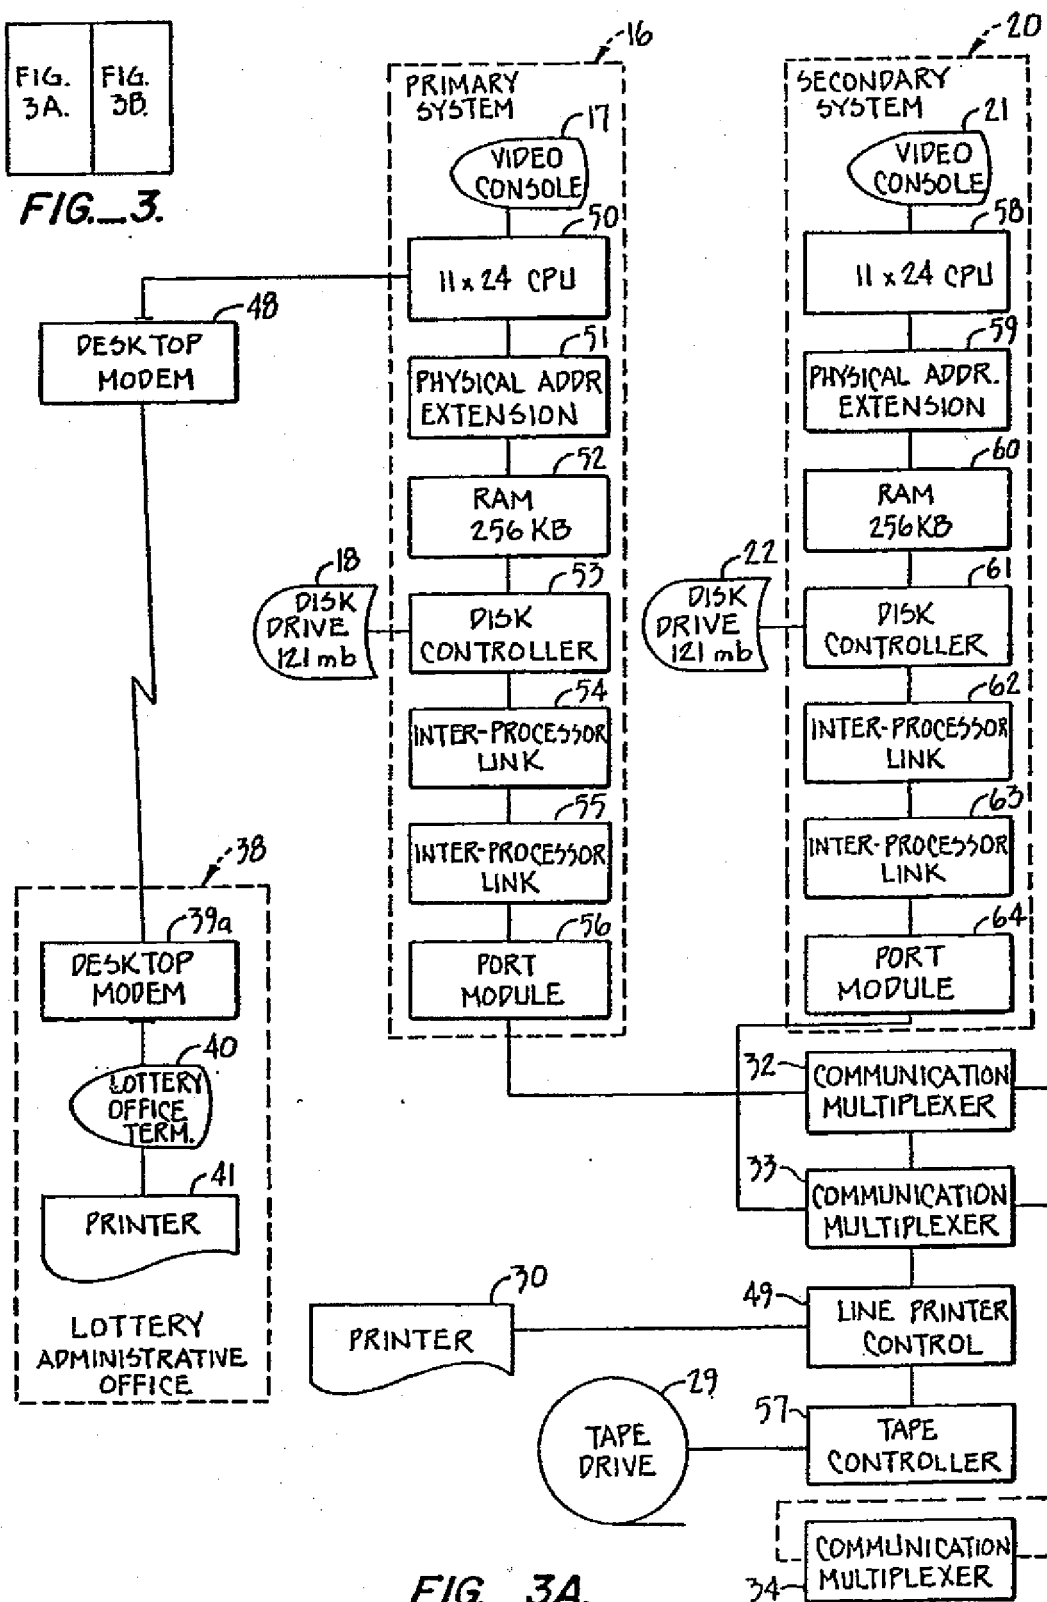 FIG. 3A.
FIG. 3B.
FIG._3.
16
PRIMARY
SYSTEM
17
VIDEO
CONSOLE
50
11 x 24 CPU
51
PHYSICAL ADDR
EXTENSION
52
RAM
256 KB
18
DISK
DRIVE
121 mb
53
DISK
CONTROLLER
54
INTER-PROCESSOR
LINK
55
INTER-PROCESSOR
LINK
56
PORT
MODULE
20
SECONDARY
SYSTEM
21
VIDEO
CONSOLE
58
11 x 24 CPU
59
PHYSICAL ADDR.
EXTENSION
60
RAM
256KB
22
DISK
DRIVE
121 mb
61
DISK
CONTROLLER
62
INTER-PROCESSOR
LINK
63
INTER-PROCESSOR
LINK
64
PORT
MODULE
48
DESKTOP
MODEM
38
39a
DESKTOP
MODEM
40
LOTTERY
OFFICE
TERM.
41
PRINTER
LOTTERY
ADMINISTRATIVE
OFFICE
32
COMMUNICATION
MULTIPLEXER
33
COMMUNICATION
MULTIPLEXER
30
PRINTER
49
LINE PRINTER
CONTROL
29
TAPE
DRIVE
57
TAPE
CONTROLLER
COMMUNICATION
MULTIPLEXER
34
FIG_3A.